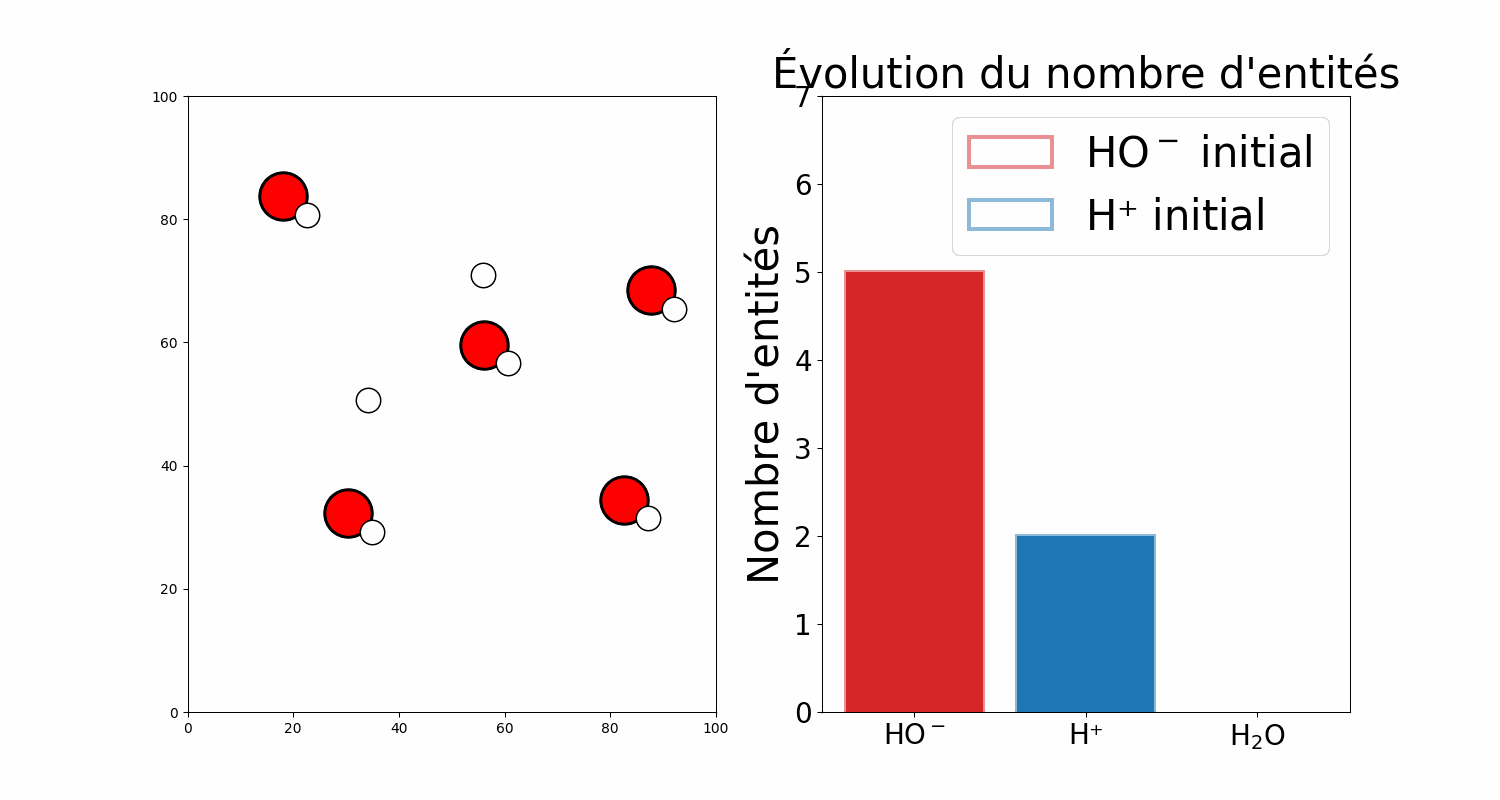 100
80
60
40
20
0
0 20 40 60 80 100
Évolution du nombre d'entités
Nombre d'entités
7
6
5
4
3
2
1
0
HO⁻ initial
H⁺ initial
HO⁻ H⁺ H₂O